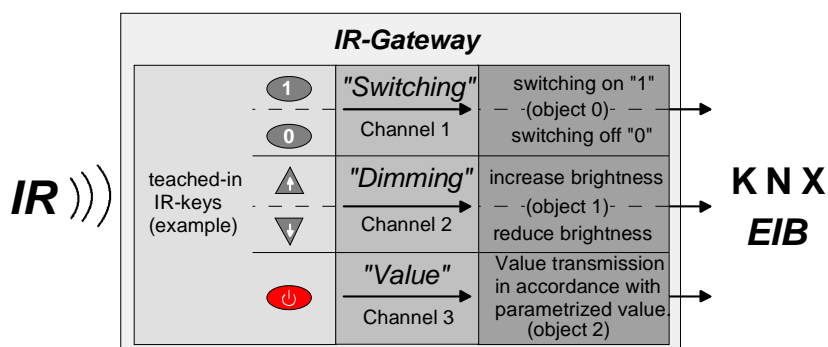 IR-Gateway
IR
teached-in
IR-keys
(example)
1
0
"Switching"
Channel 1
switching on "1"
(object 0)
switching off "0"
"Dimming"
Channel 2
increase brightness
(object 1)
reduce brightness
"Value"
Channel 3
Value transmission
in accordance with
parametrized value.
(object 2)
K N X
EIB